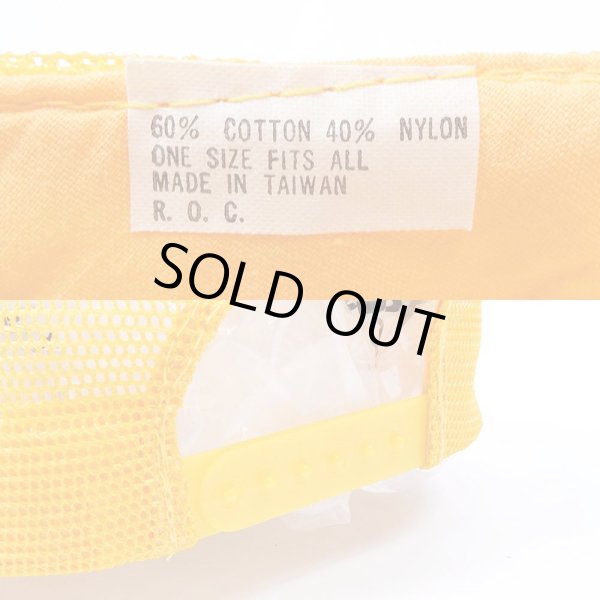 60% COTTON 40% NYLON
ONE SIZE FITS ALL
MADE IN TAIWAN
R. O. C.
SOLD OUT